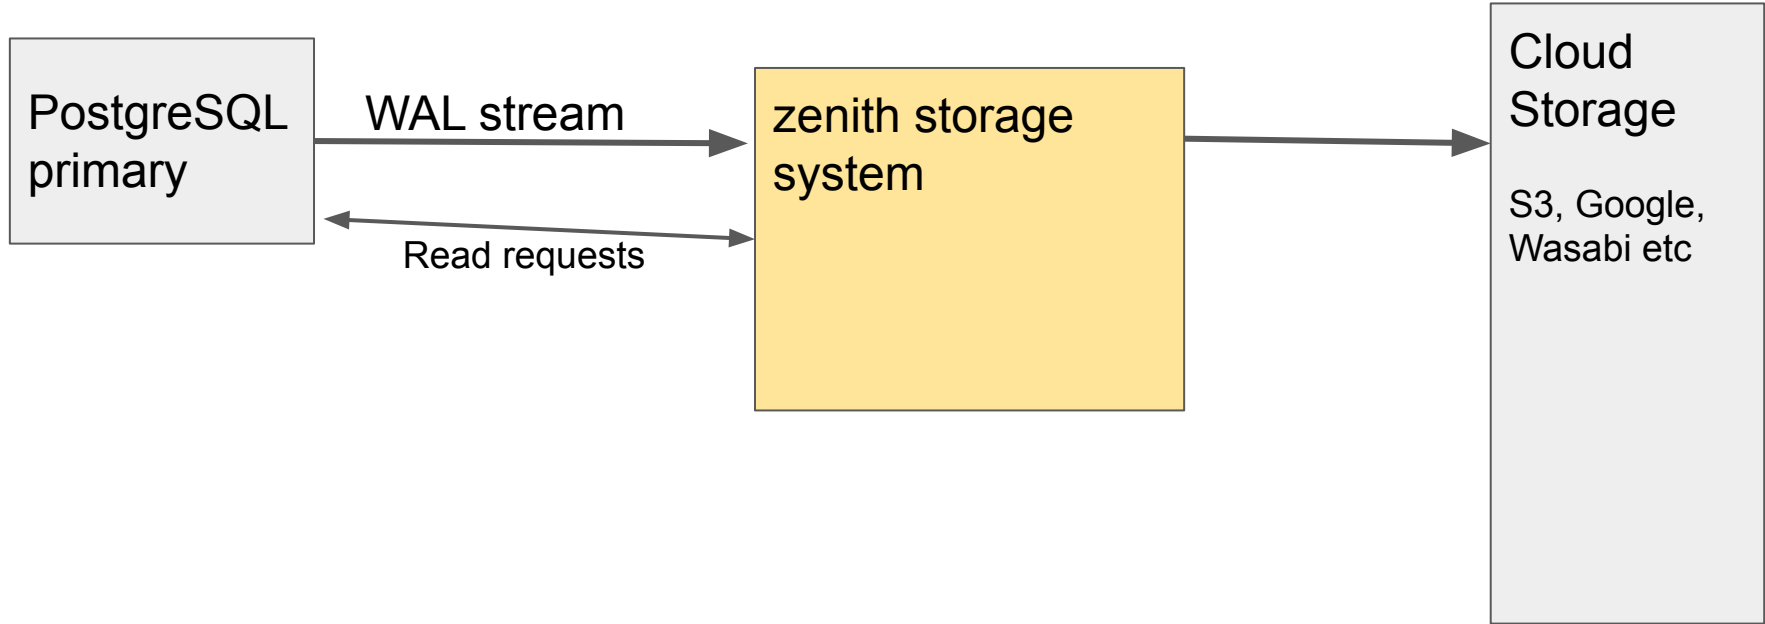 PostgreSQL
primary
WAL stream
Read requests
zenith storage
system
Cloud
Storage
S3, Google,
Wasabi etc